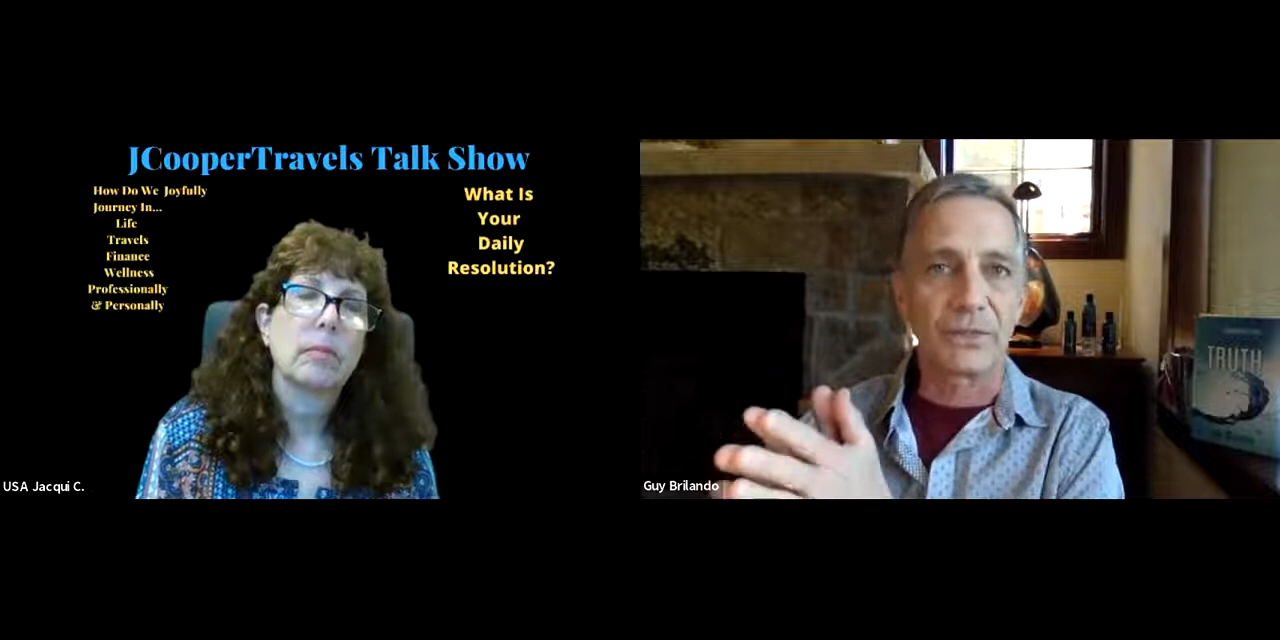 JCooperTravels Talk Show
How Do We Joyfully
Journey In...
Life
Travels
Finance
Wellness
Professionally
& Personally
What Is
Your
Daily
Resolution?
USA Jacqui C.
Guy Brilando
TRUTH